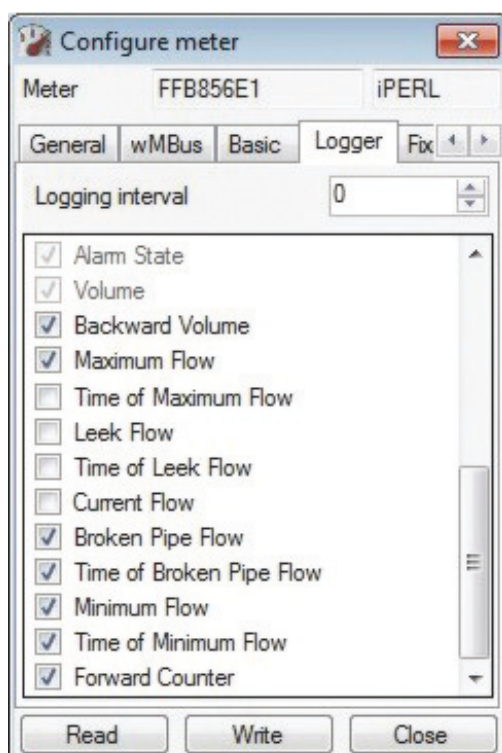 Configure meter
Meter FFB856E1 iPERL
General wMBus Basic Logger Fix
Logging interval 0
Alarm State
Volume
Backward Volume
Maximum Flow
Time of Maximum Flow
Leek Flow
Time of Leek Flow
Current Flow
Broken Pipe Flow
Time of Broken Pipe Flow
Minimum Flow
Time of Minimum Flow
Forward Counter
Read Write Close